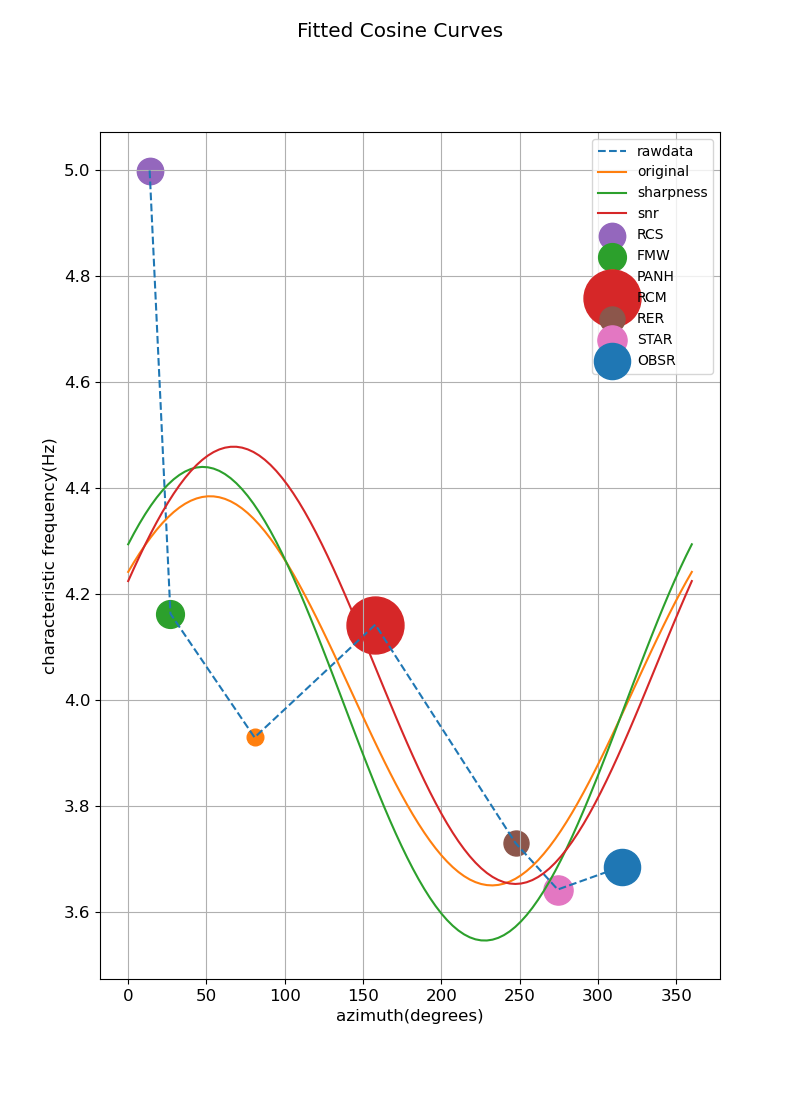 Fitted Cosine Curves
5.0
4.8
4.6
4.4
4.2
4.0
3.8
3.6
characteristic frequency(Hz)
rawdata
original
sharpness
snr
RCS
FMW
PANH
RCM
RER
STAR
OBSR
0 50 100 150 200 250 300 350
azimuth(degrees)